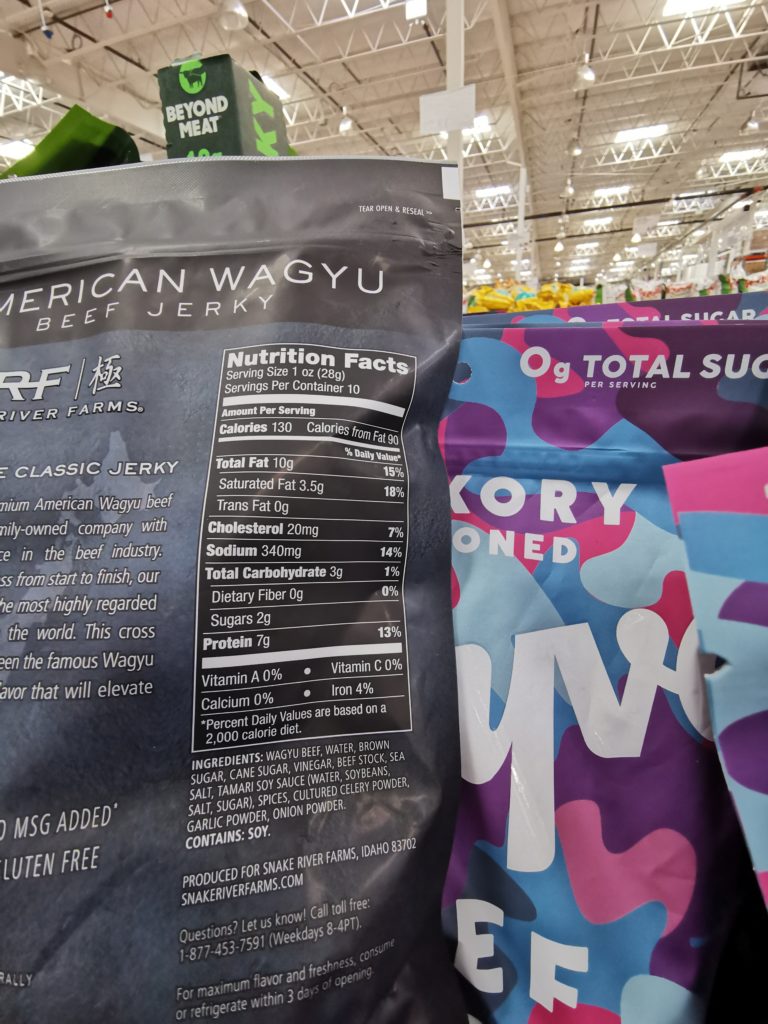 BEYOND
MEAT
TEAR OPEN & RESEAL >>
AMERICAN WAGYU
BEEF JERKY
RF | 極
RIVER FARMS®
CLASSIC JERKY
American Wagyu beef
company with
in the beef industry.
from start to finish, our
most highly regarded
the world. This cross
the famous Wagyu
that will elevate
MSG ADDED*
GLUTEN FREE
Nutrition Facts
Serving Size 1 oz (28g)
Servings Per Container 10
Amount Per Serving
Calories 130 Calories from Fat 90
% Daily Value*
Total Fat 10g 15%
Saturated Fat 3.5g 18%
Trans Fat 0g
Cholesterol 20mg 7%
Sodium 340mg 14%
Total Carbohydrate 3g 1%
Dietary Fiber 0g 0%
Sugars 2g
Protein 7g 13%
Vitamin A 0% • Vitamin C 0%
Calcium 0% • Iron 4%
*Percent Daily Values are based on a
2,000 calorie diet.
INGREDIENTS: WAGYU BEEF, WATER, BROWN
SUGAR, CANE SUGAR, VINEGAR, BEEF STOCK, SEA
SALT, TAMARI SOY SAUCE (WATER, SOYBEANS,
SALT, SUGAR), SPICES, CULTURED CELERY POWDER,
GARLIC POWDER, ONION POWDER.
CONTAINS: SOY.
PRODUCED FOR SNAKE RIVER FARMS, IDAHO 83702
SNAKERIVERFARMS.COM
Questions? Let us know! Call toll free:
1-877-453-7591 (Weekdays 8-4PT).
For maximum flavor and freshness, consume
or refrigerate within 3 days of opening.
TOTAL SUGAR
0g TOTAL SUG
PER SERVING
KORY
ONED
EF